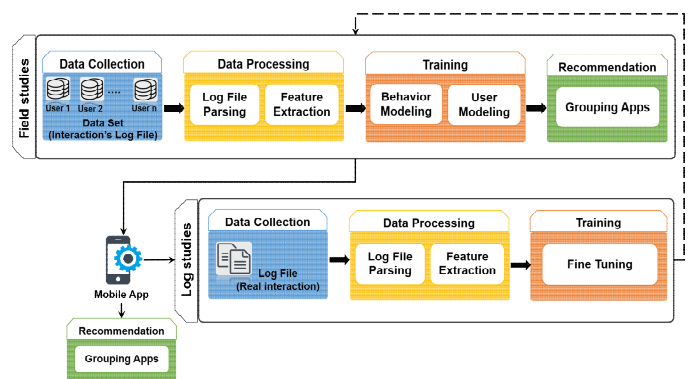 Field studies
Data Collection
User 1
User 2
....
User n
Data Set
(Interaction's Log File)
Data Processing
Log File
Parsing
Feature
Extraction
Training
Behavior
Modeling
User
Modeling
Recommendation
Grouping Apps
Mobile App
Recommendation
Grouping Apps
Log studies
Data Collection
Log File
(Real interaction)
Data Processing
Log File
Parsing
Feature
Extraction
Training
Fine Tuning